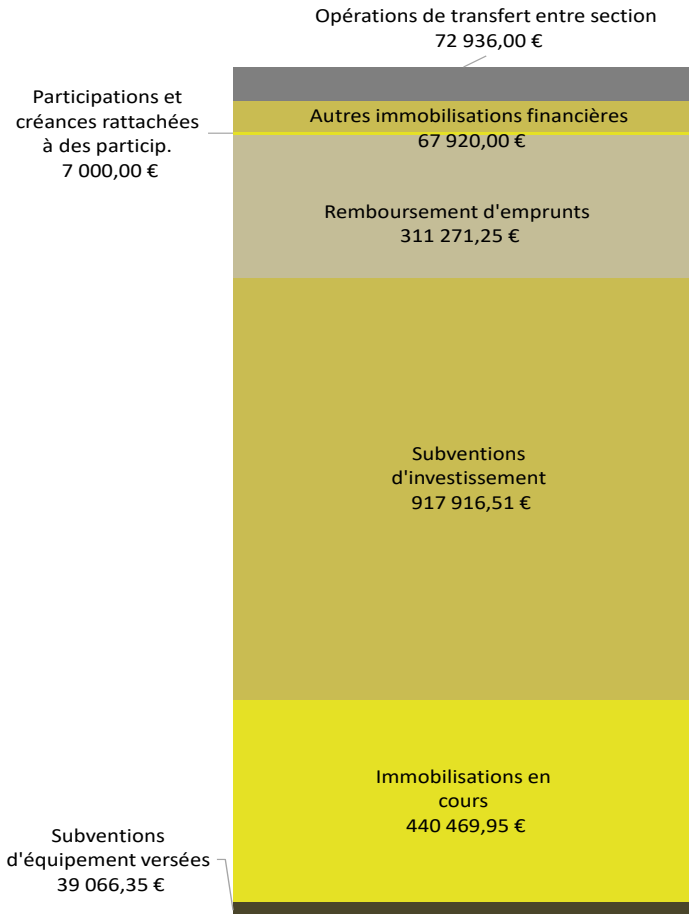 Opérations de transfert entre section
72 936,00 €
Participations et
créances rattachées
à des particip.
7 000,00 €
Autres immobilisations financières
67 920,00 €
Remboursement d'emprunts
311 271,25 €
Subventions
d'investissement
917 916,51 €
Immobilisations en
cours
440 469,95 €
Subventions
d'équipement versées
39 066,35 €